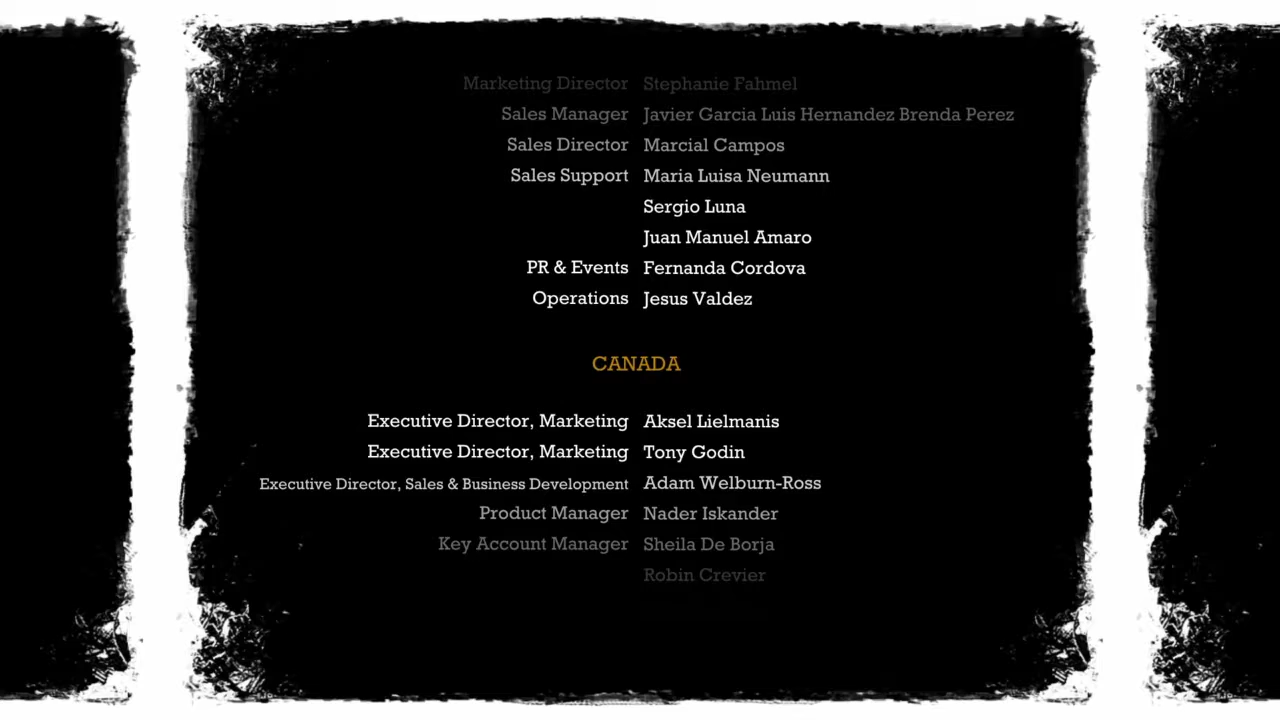 Marketing Director Stephanie Fahmel
Sales Manager Javier Garcia Luis Hernandez Brenda Perez
Sales Director Marcial Campos
Sales Support Maria Luisa Neumann
Sergio Luna
Juan Manuel Amaro
PR & Events Fernanda Cordova
Operations Jesus Valdez
CANADA
Executive Director, Marketing Aksel Lielmanis
Executive Director, Marketing Tony Godin
Executive Director, Sales & Business Development Adam Welburn-Ross
Product Manager Nader Iskander
Key Account Manager Sheila De Borja
Robin Crevier